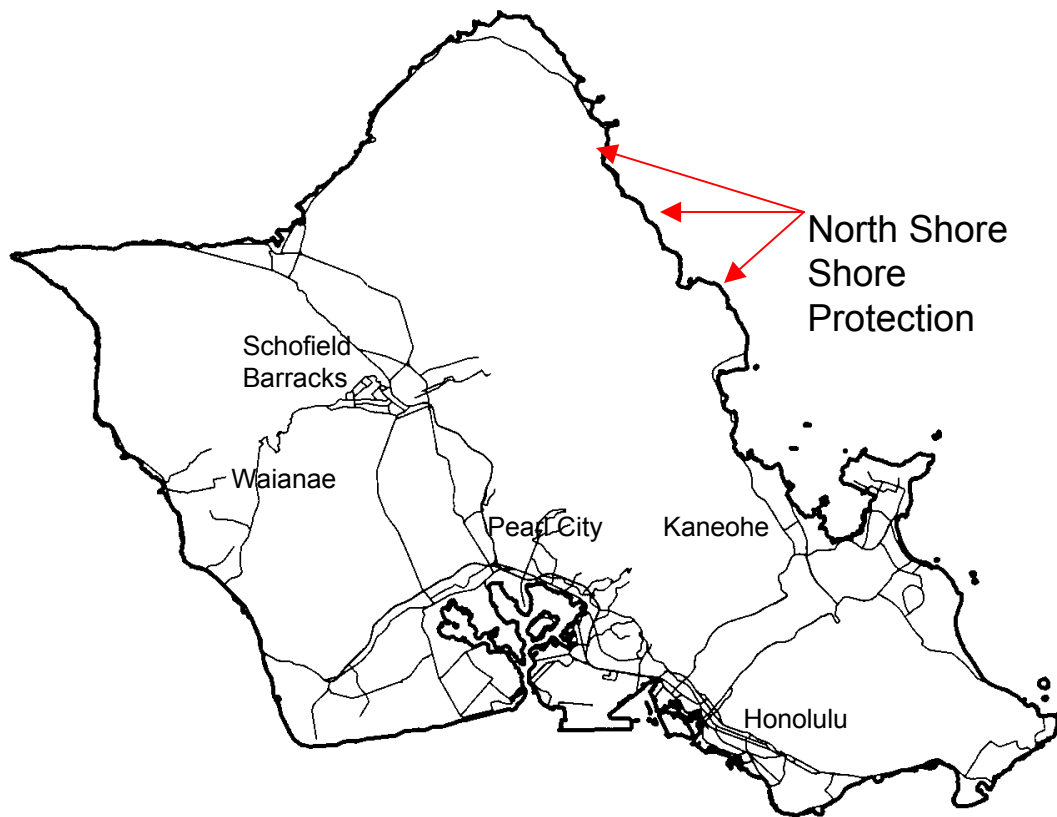 North Shore
Shore
Protection
Schofield
Barracks
Waianae
Pearl City
Kaneohe
Honolulu